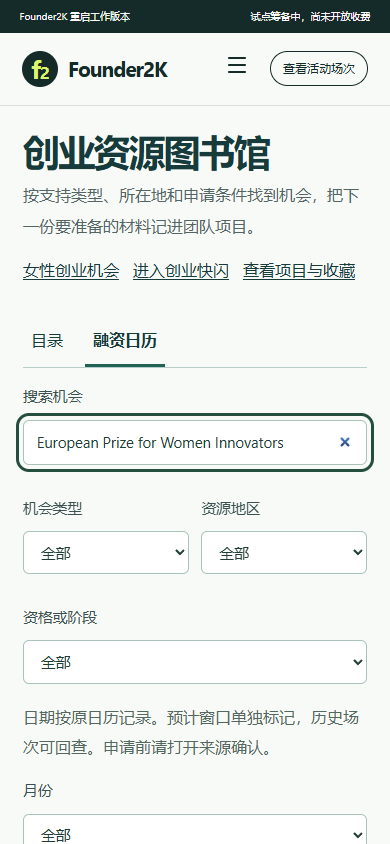 Founder2K 重启工作版本
试点筹备中，尚未开放收费
f2 Founder2K
查看活动场次
创业资源图书馆
按支持类型、所在地和申请条件找到机会，把下
一份要准备的材料记进团队项目。
女性创业机会 进入创业快闪 查看项目与收藏
目录 融资日历
搜索机会
European Prize for Women Innovators
机会类型 资源地区
全部 全部
资格或阶段
全部
日期按原日历记录。预计窗口单独标记，历史场
次可回查。申请前请打开来源确认。
月份
全部